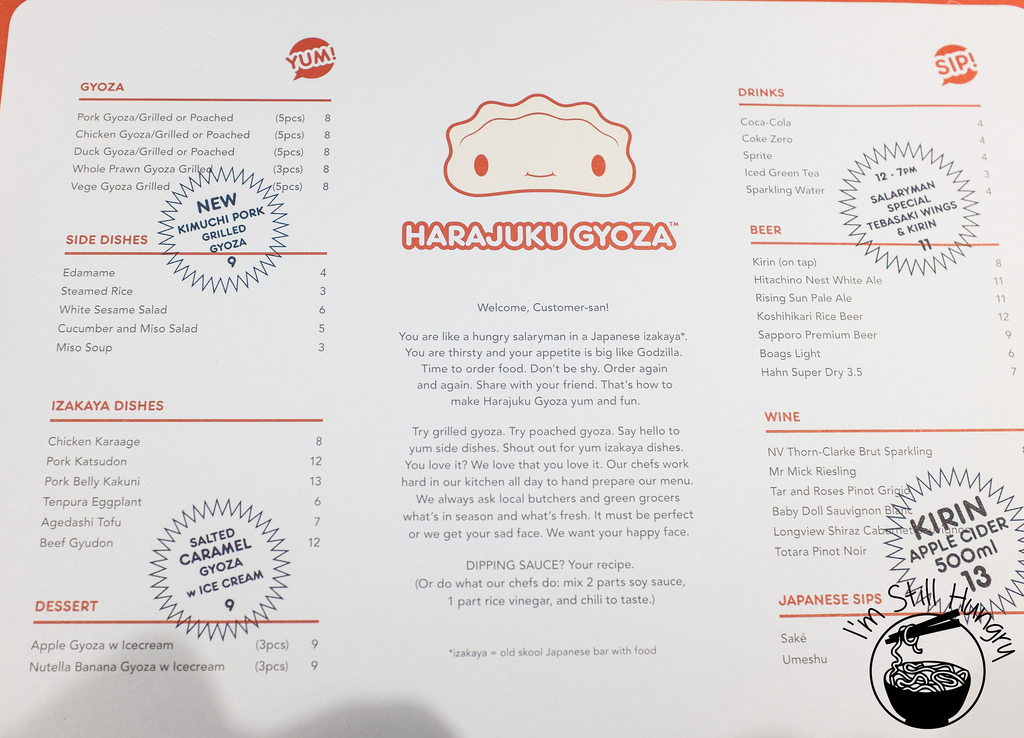 YUM!
GYOZA
Pork Gyoza/Grilled or Poached (5pcs) 8
Chicken Gyoza/Grilled or Poached (5pcs) 8
Duck Gyoza/Grilled or Poached (5pcs) 8
Whole Prawn Gyoza Grilled (3pcs) 8
Vege Gyoza Grilled (5pcs) 8
NEW
KIMUCHI PORK
GRILLED
GYOZA
9
SIDE DISHES
Edamame 4
Steamed Rice 3
White Sesame Salad 6
Cucumber and Miso Salad 5
Miso Soup 3
IZAKAYA DISHES
Chicken Karaage 8
Pork Katsudon 12
Pork Belly Kakuni 13
Tenpura Eggplant 6
Agedashi Tofu 7
Beef Gyudon 12
SALTED
CARAMEL
GYOZA
w ICE CREAM
9
DESSERT
Apple Gyoza w Icecream (3pcs) 9
Nutella Banana Gyoza w Icecream (3pcs) 9
HARAJUKU GYOZA™
Welcome, Customer-san!
You are like a hungry salaryman in a Japanese izakaya*.
You are thirsty and your appetite is big like Godzilla.
Time to order food. Don't be shy. Order again
and again. Share with your friend. That's how to
make Harajuku Gyoza yum and fun.
Try grilled gyoza. Try poached gyoza. Say hello to
yum side dishes. Shout out for yum izakaya dishes.
You love it? We love that you love it. Our chefs work
hard in our kitchen all day to hand prepare our menu.
We always ask local butchers and green grocers
what's in season and what's fresh. It must be perfect
or we get your sad face. We want your happy face.
DIPPING SAUCE? Your recipe.
(Or do what our chefs do: mix 2 parts soy sauce,
1 part rice vinegar, and chili to taste.)
*izakaya = old skool Japanese bar with food
SIP!
DRINKS
Coca-Cola 4
Coke Zero 4
Sprite 4
Iced Green Tea 3
Sparkling Water 4
12 - 7PM
SALARYMAN
SPECIAL
TEBASAKI WINGS
& KIRIN
11
BEER
Kirin (on tap) 8
Hitachino Nest White Ale 11
Rising Sun Pale Ale 11
Koshihikari Rice Beer 12
Sapporo Premium Beer 9
Boags Light 6
Hahn Super Dry 3.5 7
WINE
NV Thorn-Clarke Brut Sparkling
Mr Mick Riesling
Tar and Roses Pinot Grigio
Baby Doll Sauvignon Blanc
Longview Shiraz Cabernet Sauvignon
Totara Pinot Noir
KIRIN
APPLE CIDER
500ml
13
JAPANESE SIPS
Sakè
Umeshu
I'm Still Hungry